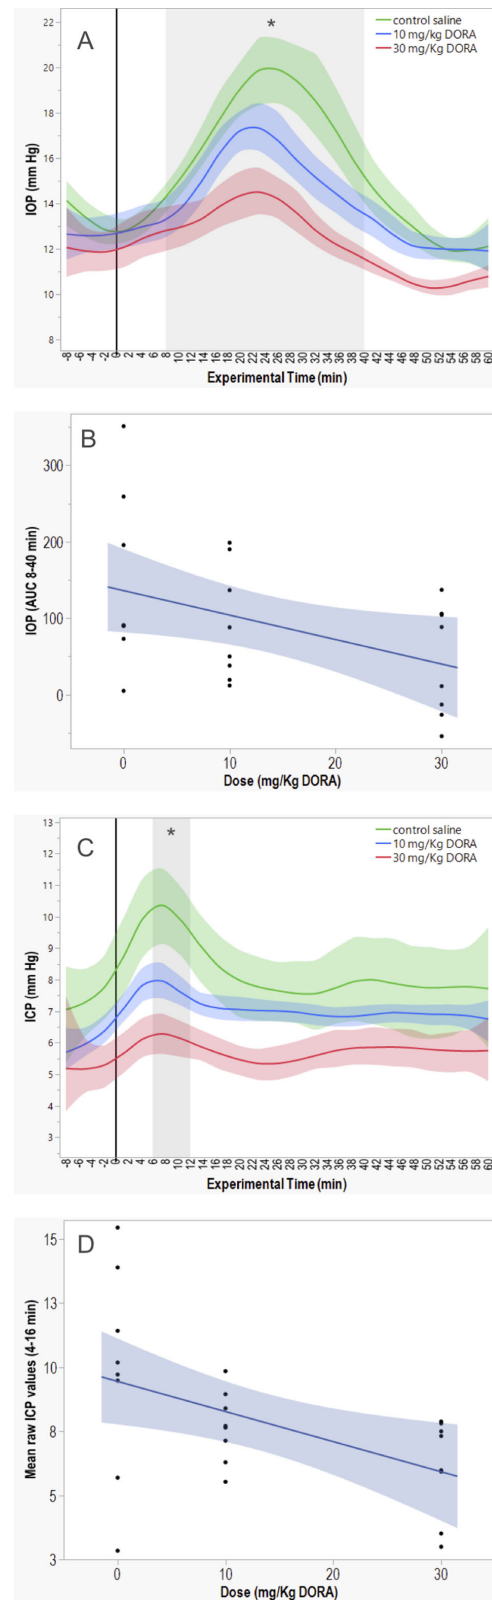 A
*
control saline
10 mg/Kg DORA
30 mg/Kg DORA
22
20
18
16
14
12
10
8
IOP (mm Hg)
-8 -6 -4 -2 0 2 4 6 8 10 12 14 16 18 20 22 24 26 28 30 32 34 36 38 40 42 44 46 48 50 52 54 56 58 60
Experimental Time (min)
B
300
200
100
0
IOP (AUC 8-40 min)
0 10 20 30
Dose (mg/Kg DORA)
C
*
control saline
10 mg/Kg DORA
30 mg/Kg DORA
13
12
11
10
9
8
7
6
5
4
3
ICP (mm Hg)
-8 -6 -4 -2 0 2 4 6 8 10 12 14 16 18 20 22 24 26 28 30 32 34 36 38 40 42 44 46 48 50 52 54 56 58 60
Experimental Time (min)
D
15
13
10
8
5
3
Mean raw ICP values (4-16 min)
0 10 20 30
Dose (mg/Kg DORA)